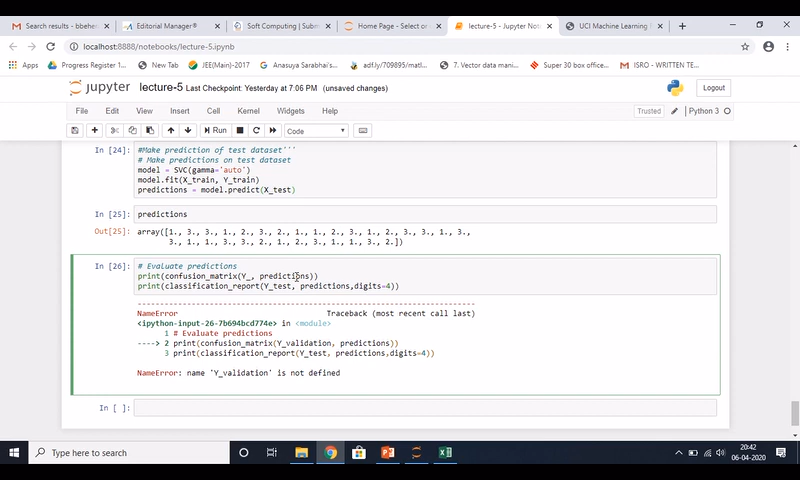 Search results - bbehera
Editorial Manager®
Soft Computing | Submi
Home Page - Select or c
lecture-5 - Jupyter Note
UCI Machine Learning R
localhost:8888/notebooks/lecture-5.ipynb
Apps
Progress Register 1...
New Tab
JEE(Main)-2017
Anasuya Sarabhai's...
adf.ly/709895/matl...
7. Vector data mani...
Super 30 box office...
ISRO - WRITTEN TE...
jupyter lecture-5 Last Checkpoint: Yesterday at 7:06 PM (unsaved changes)
Logout
File Edit View Insert Cell Kernel Widgets Help
Trusted
Python 3
Run
Code
In [24]:
#Make prediction of test dataset'''
# Make predictions on test dataset
model = SVC(gamma='auto')
model.fit(X_train, Y_train)
predictions = model.predict(X_test)
In [25]: predictions
Out[25]: array([1., 3., 3., 1., 2., 3., 2., 1., 1., 2., 3., 1., 2., 3., 3., 1., 3.,
3., 1., 1., 3., 3., 2., 1., 2., 3., 1., 1., 3., 2.])
In [26]: # Evaluate predictions
print(confusion_matrix(Y_, predictions))
print(classification_report(Y_test, predictions,digits=4))
---------------------------------------------------------------------------
NameError Traceback (most recent call last)
<ipython-input-26-7b694bcd774e> in <module>
1 # Evaluate predictions
----> 2 print(confusion_matrix(Y_validation, predictions))
3 print(classification_report(Y_test, predictions,digits=4))
NameError: name 'Y_validation' is not defined
In [ ]:
Type here to search
20:42
06-04-2020